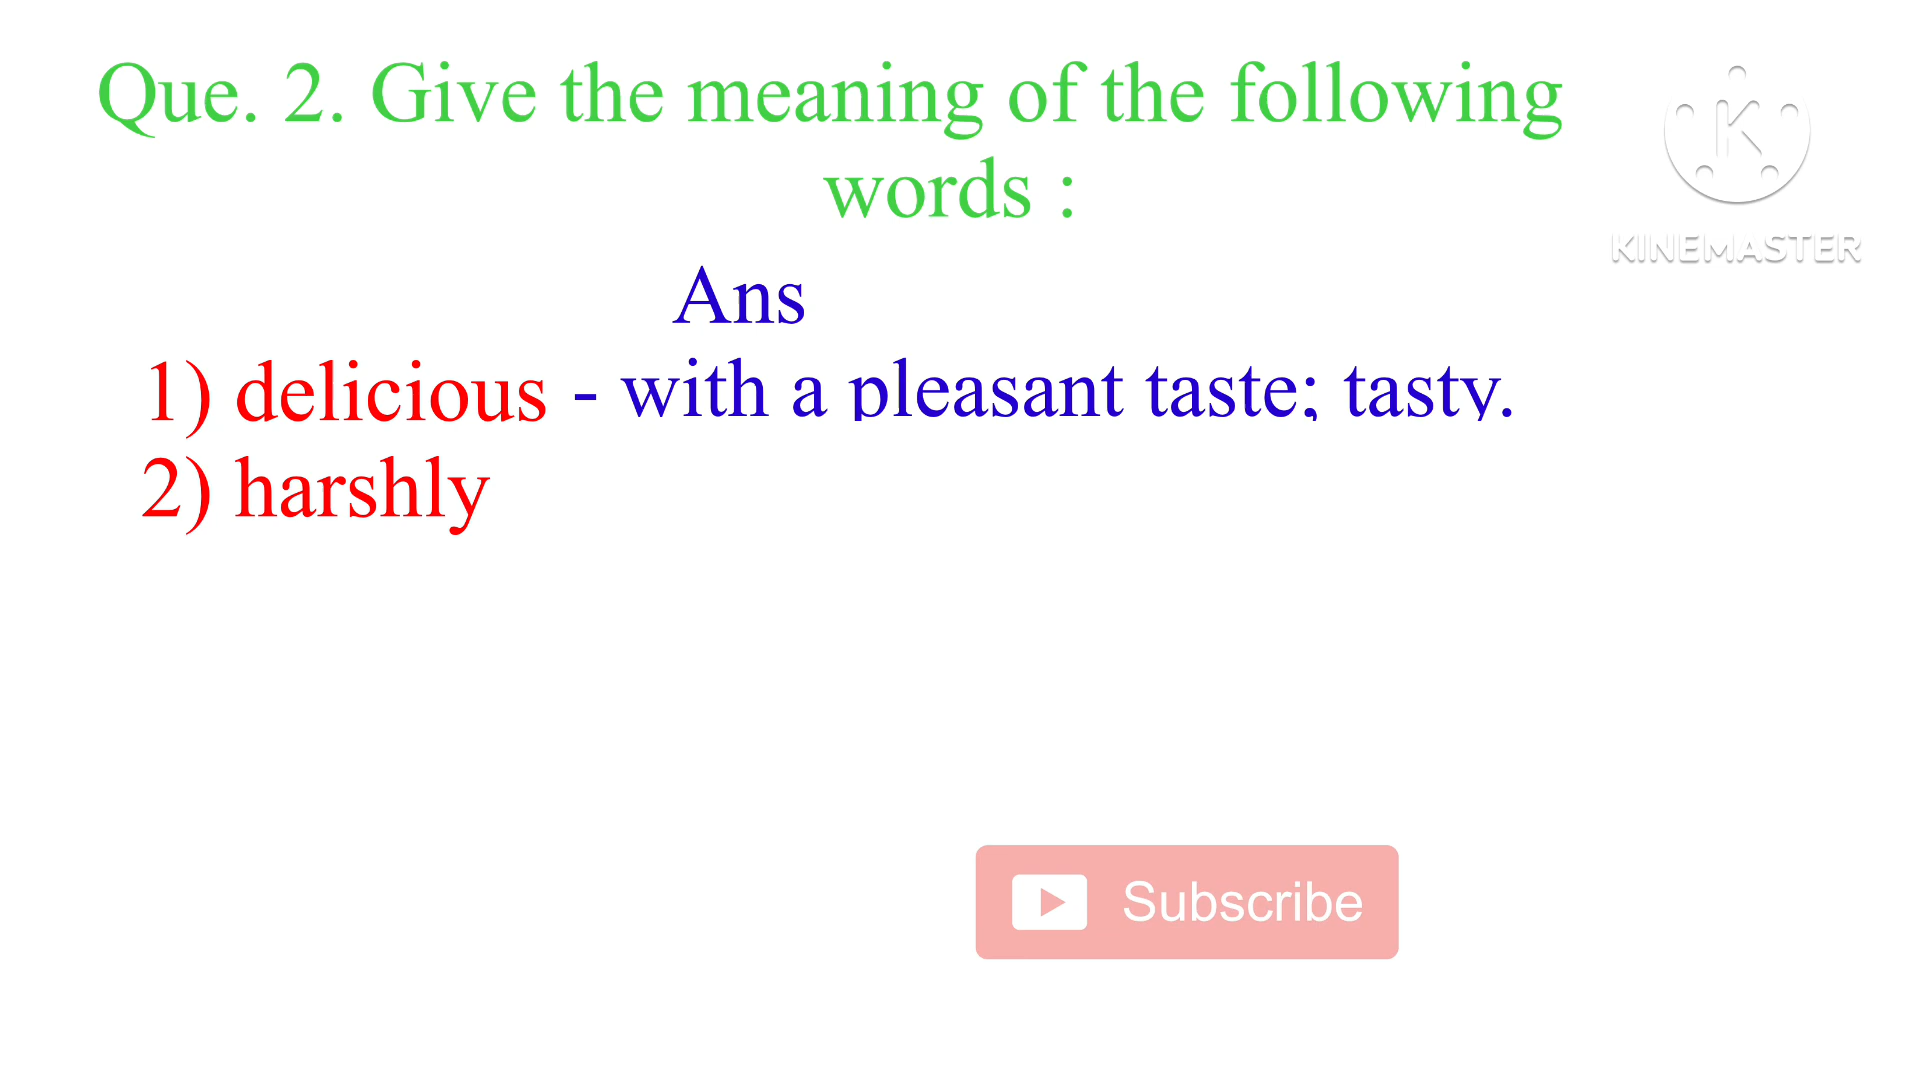 Que. 2. Give the meaning of the following
words :
Ans
1) delicious - with a pleasant taste; tasty.
2) harshly
KINEMASTER
Subscribe